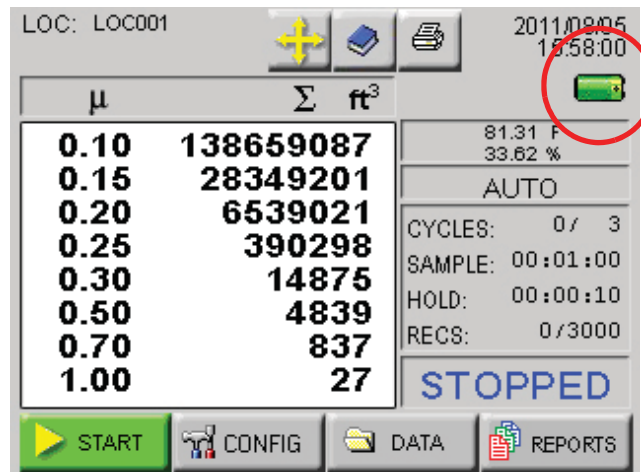 LOC: LOC001
2011/08/05
15:58:00
μ Σ ft³
0.10 138659087
0.15 28349201
0.20 6539021
0.25 390298
0.30 14875
0.50 4839
0.70 837
1.00 27
81.31 F
33.62 %
AUTO
CYCLES: 0/ 3
SAMPLE: 00:01:00
HOLD: 00:00:10
RECS: 0/3000
STOPPED
START
CONFIG
DATA
REPORTS